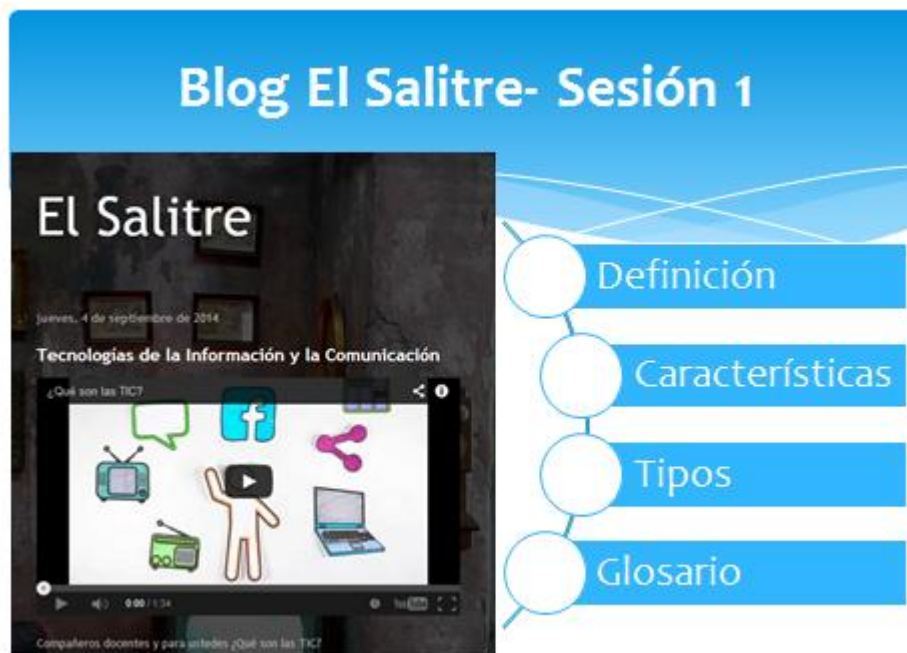 Blog El Salitre- Sesión 1
El Salitre
jueves, 4 de septiembre de 2014
Tecnologías de la Información y la Comunicación
¿Qué son las TIC?
0:00 / 1:34
YouTube
Compañeros docentes y para ustedes ¿Qué son las TIC?
Definición
Características
Tipos
Glosario